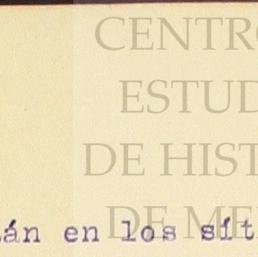 CENTRO
ESTUD
DE HIST
DE ME
án en los sít